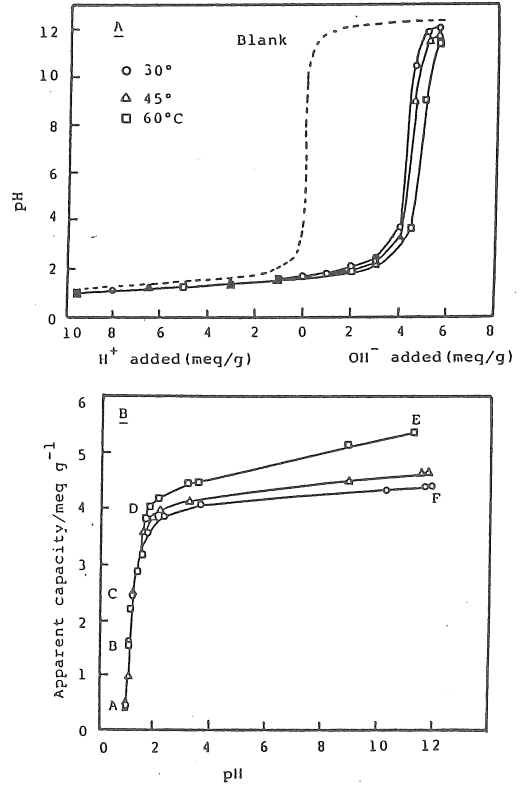 A
Blank
30°
45°
60°C
pH
12
10
8
6
4
2
0
10 8 6 4 2 0 2 4 6 8
H+ added(meq/g) OH- added(meq/g)
B
Apparent capacity/meq g-1
6
5
4
3
2
1
0
E
D
F
C
B
A
0 2 4 6 8 10 12
pH